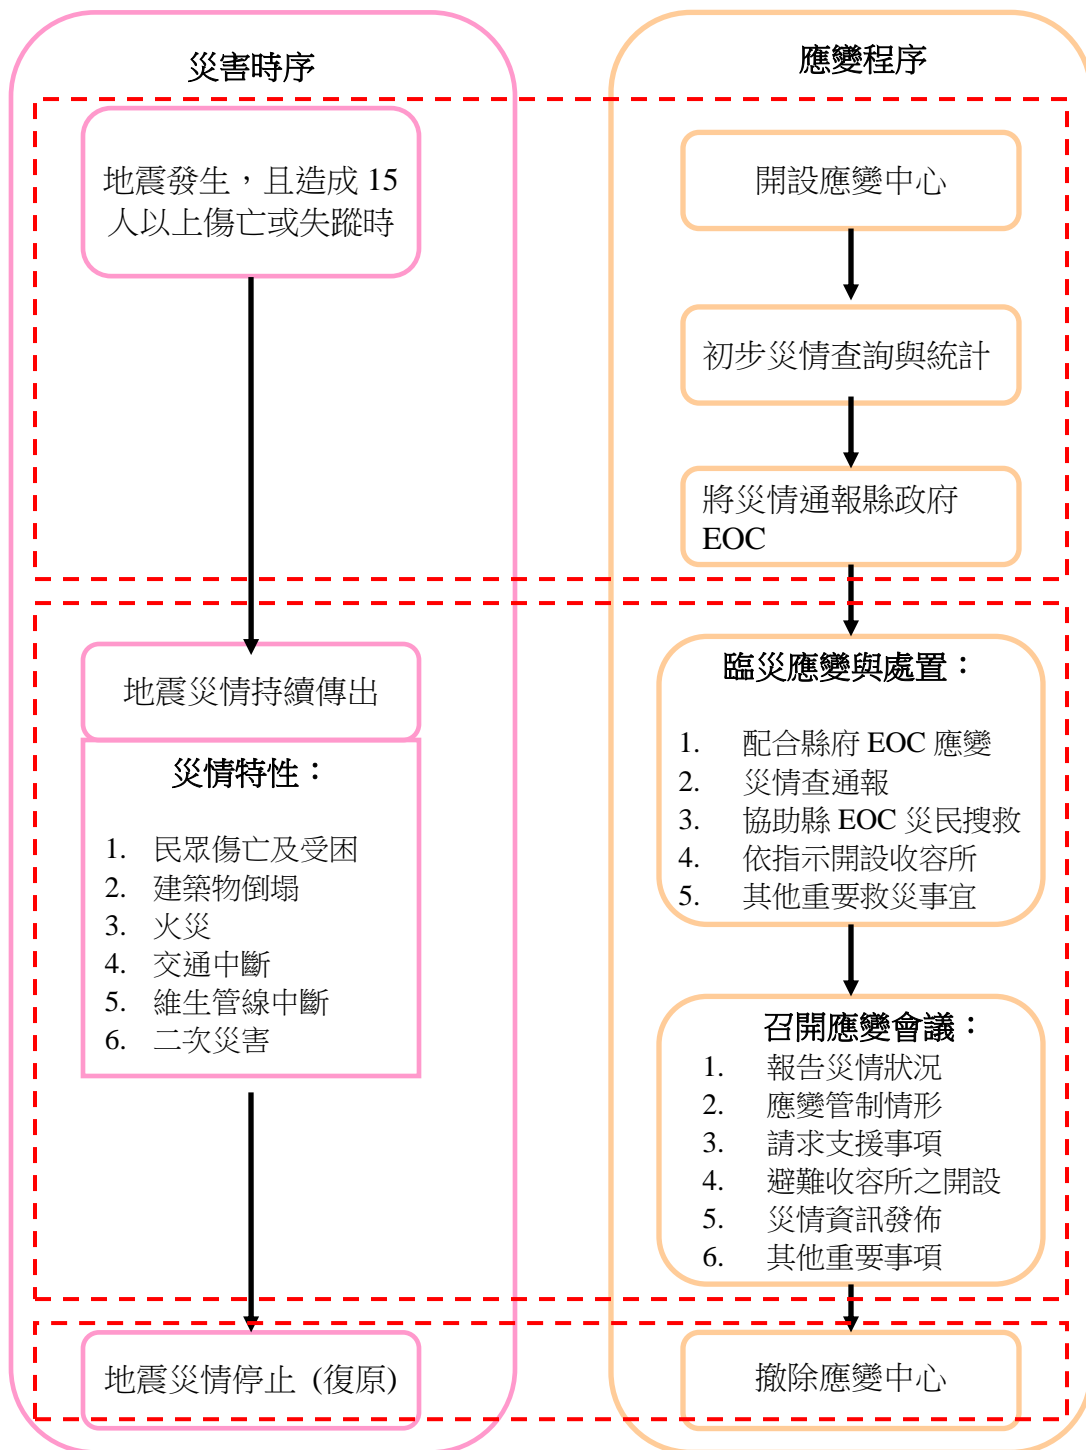 災害時序
地震發生，且造成 15
人以上傷亡或失蹤時
地震災情持續傳出
災情特性：
1. 民眾傷亡及受困
2. 建築物倒塌
3. 火災
4. 交通中斷
5. 維生管線中斷
6. 二次災害
地震災情停止 (復原)
應變程序
開設應變中心
初步災情查詢與統計
將災情通報縣政府
EOC
臨災應變與處置：
1. 配合縣府 EOC 應變
2. 災情查通報
3. 協助縣 EOC 災民搜救
4. 依指示開設收容所
5. 其他重要救災事宜
召開應變會議：
1. 報告災情狀況
2. 應變管制情形
3. 請求支援事項
4. 避難收容所之開設
5. 災情資訊發佈
6. 其他重要事項
撤除應變中心